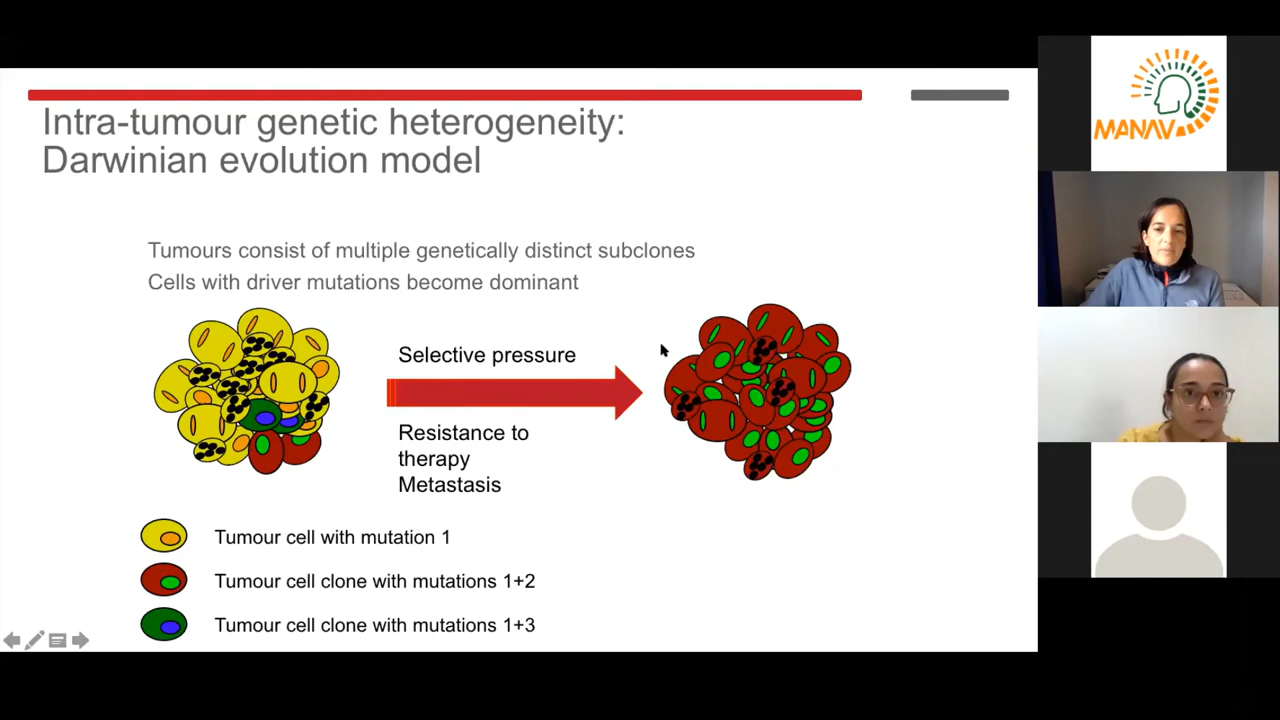 Intra-tumour genetic heterogeneity:
Darwinian evolution model
Tumours consist of multiple genetically distinct subclones
Cells with driver mutations become dominant
Selective pressure
Resistance to
therapy
Metastasis
Tumour cell with mutation 1
Tumour cell clone with mutations 1+2
Tumour cell clone with mutations 1+3
MANAV